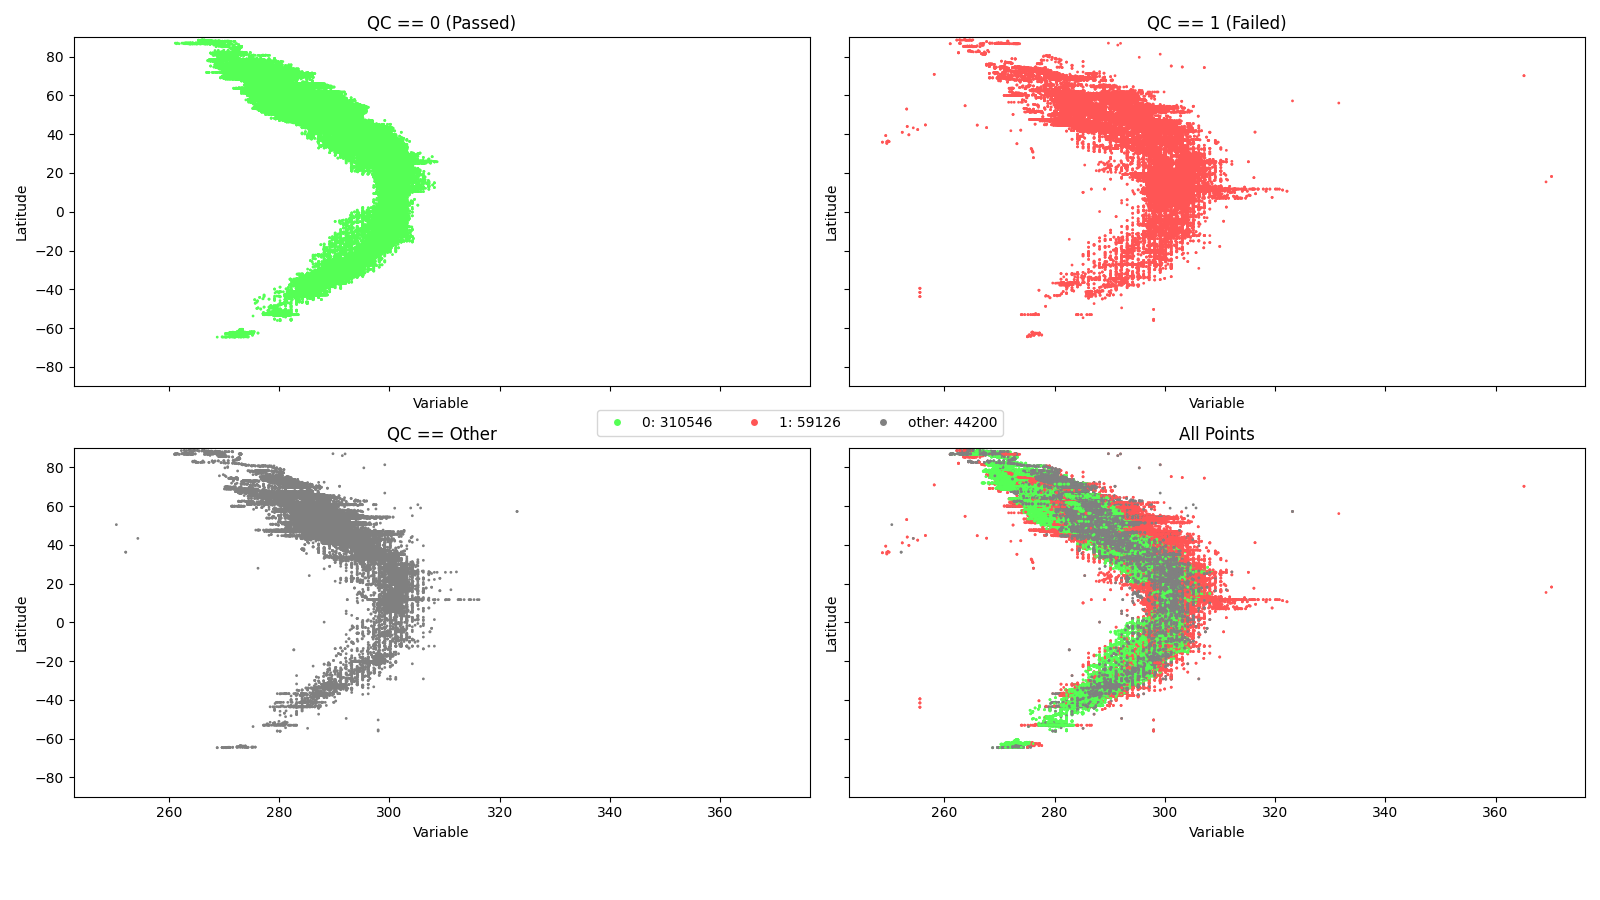 QC == 0 (Passed)
QC == 1 (Failed)
80
60
40
20
0
−20
−40
−60
−80
Latitude
Latitude
Variable
Variable
0: 310546
1: 59126
other: 44200
QC == Other
All Points
80
60
40
20
0
−20
−40
−60
−80
Latitude
Latitude
260 280 300 320 340 360
260 280 300 320 340 360
Variable
Variable